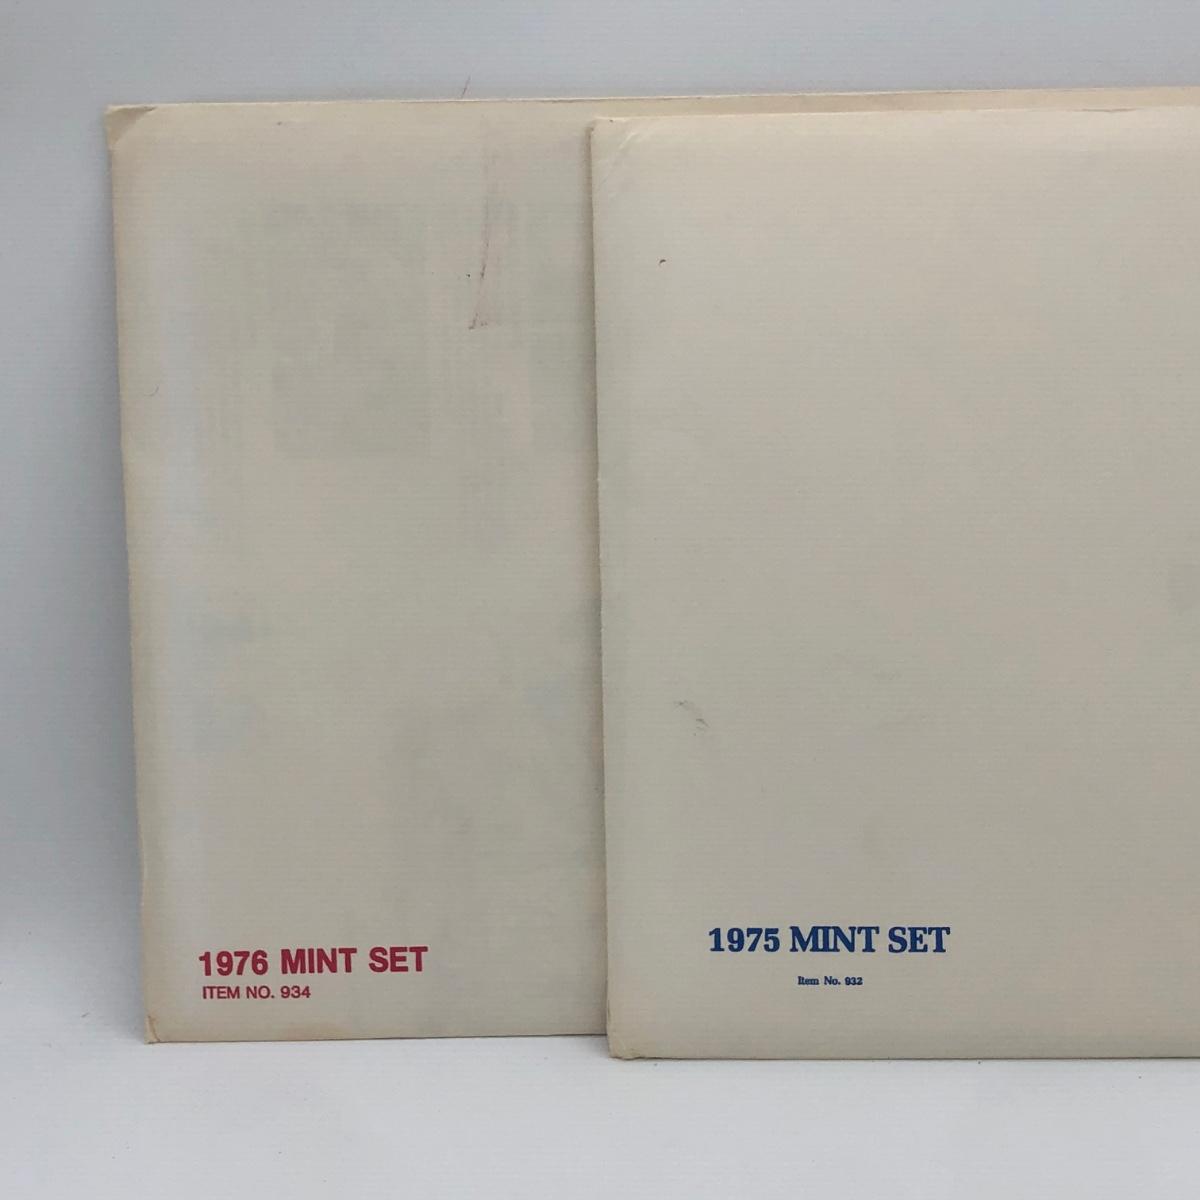 1976 MINT SET
ITEM NO. 934
1975 MINT SET
Item No. 932